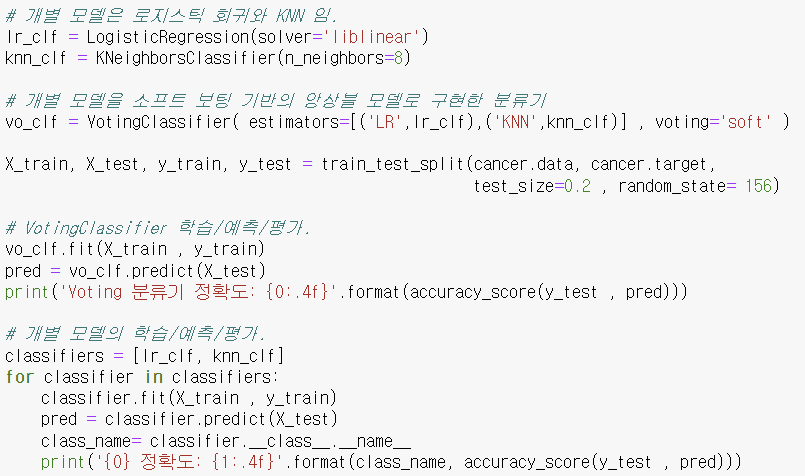 # 개별 모델은 로지스틱 회귀와 KNN 임.
lr_clf = LogisticRegression(solver='liblinear')
knn_clf = KNeighborsClassifier(n_neighbors=8)
# 개별 모델을 소프트 보팅 기반의 앙상블 모델로 구현한 분류기
vo_clf = VotingClassifier( estimators=[('LR',lr_clf),('KNN',knn_clf)] , voting='soft' )
X_train, X_test, y_train, y_test = train_test_split(cancer.data, cancer.target,
test_size=0.2 , random_state= 156)
# VotingClassifier 학습/예측/평가.
vo_clf.fit(X_train , y_train)
pred = vo_clf.predict(X_test)
print('Voting 분류기 정확도: {0:.4f}'.format(accuracy_score(y_test , pred)))
# 개별 모델의 학습/예측/평가.
classifiers = [lr_clf, knn_clf]
for classifier in classifiers:
    classifier.fit(X_train , y_train)
    pred = classifier.predict(X_test)
    class_name= classifier.__class__.__name__
    print('{0} 정확도: {1:.4f}'.format(class_name, accuracy_score(y_test , pred)))